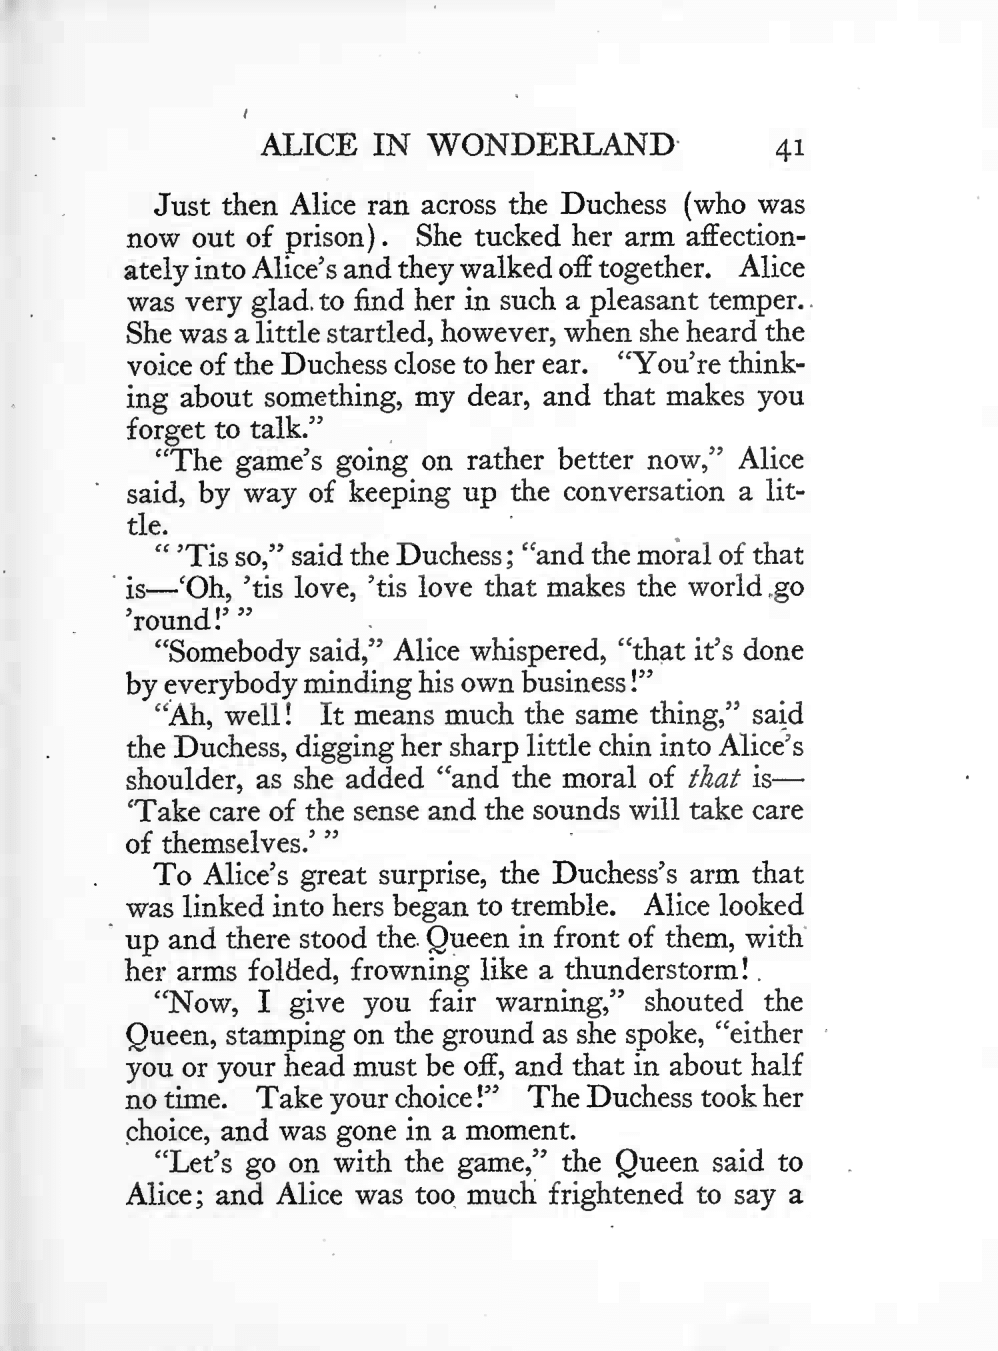 ALICE IN WONDERLAND 41
Just then Alice ran across the Duchess (who was
now out of prison). She tucked her arm affection-
ately into Alice’s and they walked off together. Alice
was very glad to find her in such a pleasant temper.
She was a little startled, however, when she heard the
voice of the Duchess close to her ear. “You’re think-
ing about something, my dear, and that makes you
forget to talk.”
“The game’s going on rather better now,” Alice
said, by way of keeping up the conversation a lit-
tle.
“ ’Tis so,” said the Duchess; “and the moral of that
is—‘Oh, ’tis love, ’tis love that makes the world go
’round!’ ”
“Somebody said,” Alice whispered, “that it’s done
by everybody minding his own business!”
“Ah, well! It means much the same thing,” said
the Duchess, digging her sharp little chin into Alice’s
shoulder, as she added “and the moral of that is—
‘Take care of the sense and the sounds will take care
of themselves.’ ”
To Alice’s great surprise, the Duchess’s arm that
was linked into hers began to tremble. Alice looked
up and there stood the Queen in front of them, with
her arms folded, frowning like a thunderstorm!
“Now, I give you fair warning,” shouted the
Queen, stamping on the ground as she spoke, “either
you or your head must be off, and that in about half
no time. Take your choice!” The Duchess took her
choice, and was gone in a moment.
“Let’s go on with the game,” the Queen said to
Alice; and Alice was too much frightened to say a